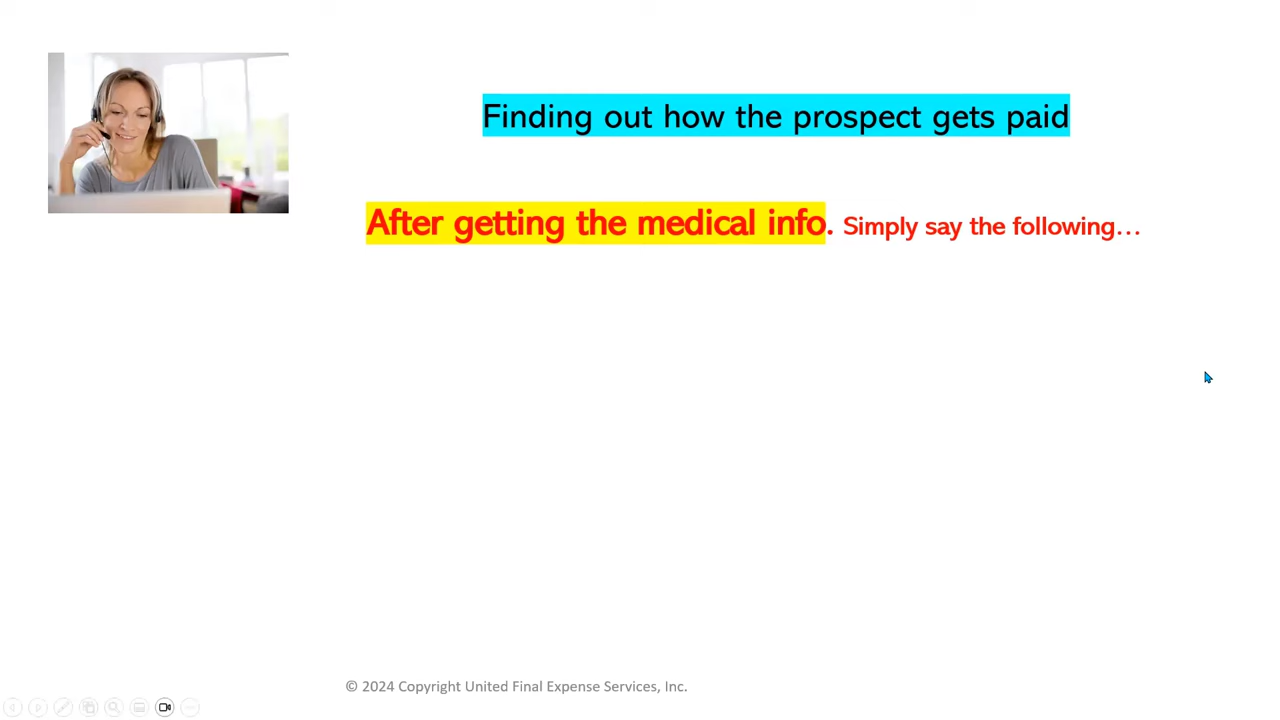 Finding out how the prospect gets paid
After getting the medical info. Simply say the following...
© 2024 Copyright United Final Expense Services, Inc.